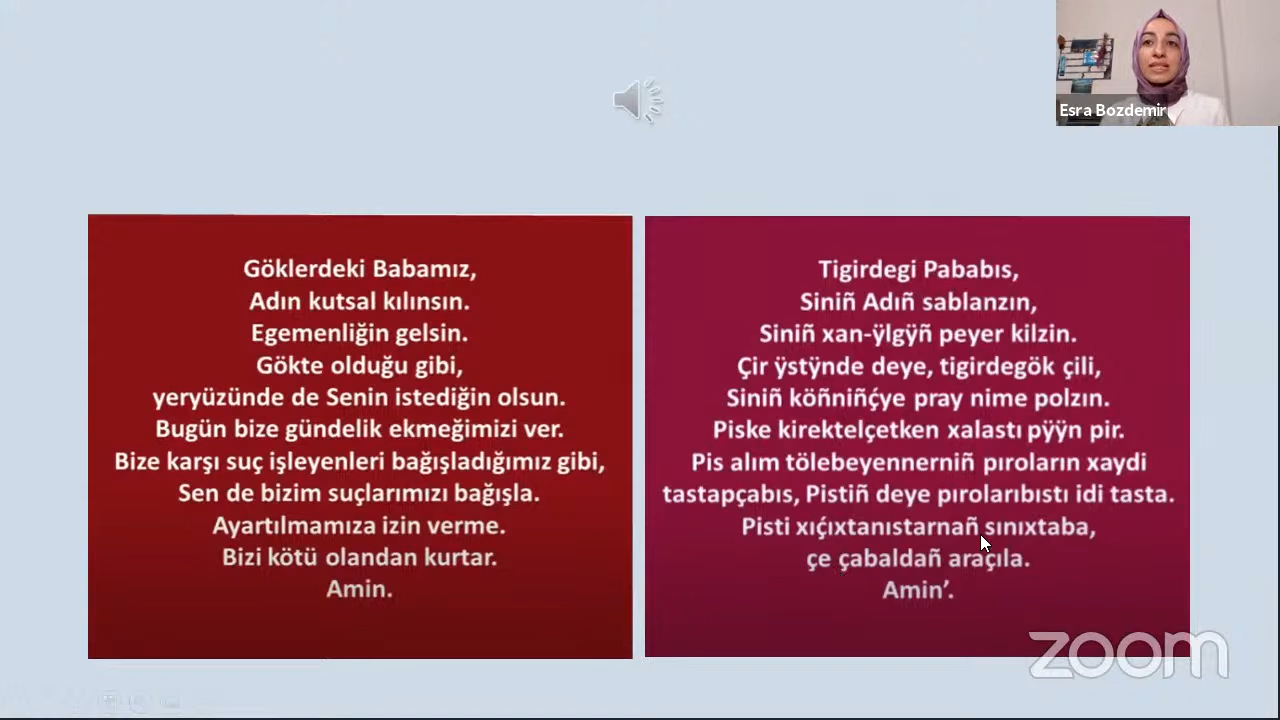 Esra Bozdemir
Göklerdeki Babamız,
Adın kutsal kılınsın.
Egemenliğin gelsin.
Gökte olduğu gibi,
yeryüzünde de Senin istediğin olsun.
Bugün bize gündelik ekmeğimizi ver.
Bize karşı suç işleyenleri bağışladığımız gibi,
Sen de bizim suçlarımızı bağışla.
Ayartılmamıza izin verme.
Bizi kötü olandan kurtar.
Amin.
Tigirdegi Pababıs,
Siniñ Adıñ sablanzın,
Siniñ xan-ÿlgÿñ peyer kilzin.
Çir ÿstÿnde deye, tigirdegök çili,
Siniñ köñniñçye pray nime polzın.
Piske kirektelçetken xalastı pÿÿn pir.
Pis alım tölebeyennerniñ pıroların xaydi
tastapçabıs, Pistiñ deye pırolarıbıstı idi tasta.
Pisti xıçıxtanıstarnañ sınıxtaba,
çe çabaldañ araçıla.
Amin’.
zoom